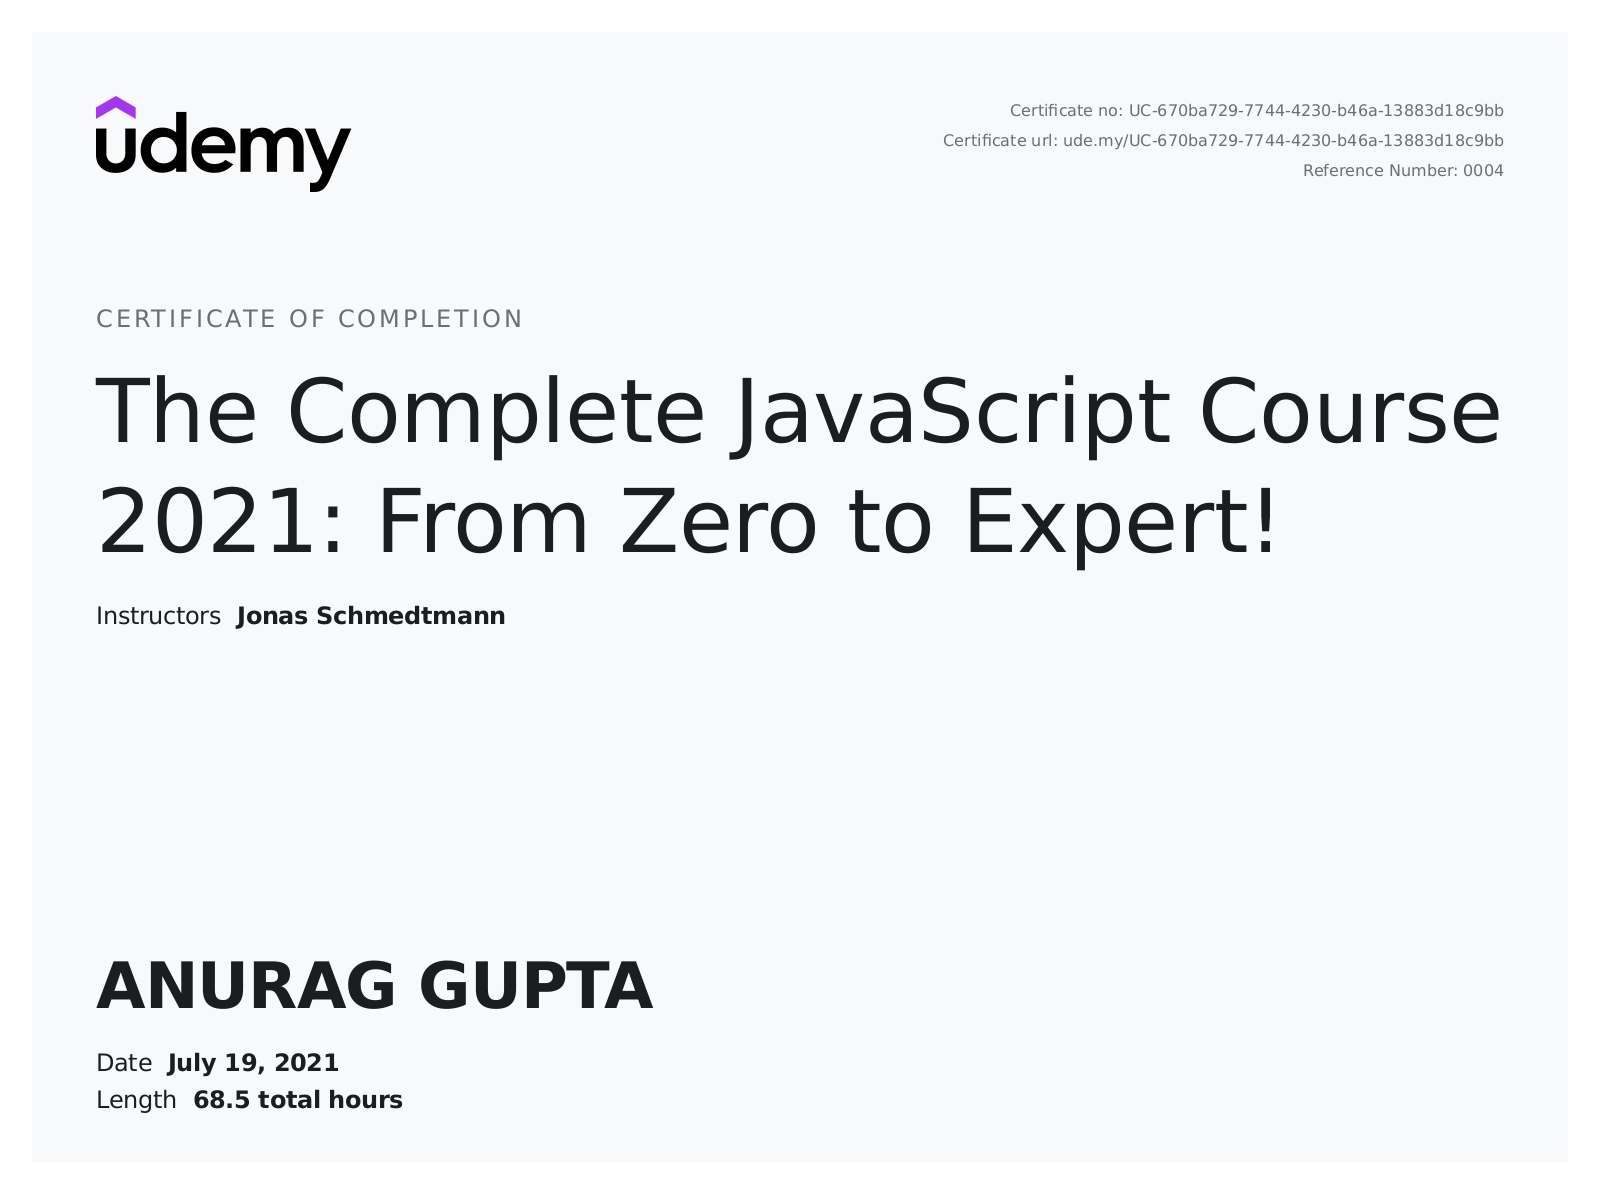 udemy
Certificate no: UC-670ba729-7744-4230-b46a-13883d18c9bb
Certificate url: ude.my/UC-670ba729-7744-4230-b46a-13883d18c9bb
Reference Number: 0004
CERTIFICATE OF COMPLETION
The Complete JavaScript Course
2021: From Zero to Expert!
Instructors Jonas Schmedtmann
ANURAG GUPTA
Date July 19, 2021
Length 68.5 total hours